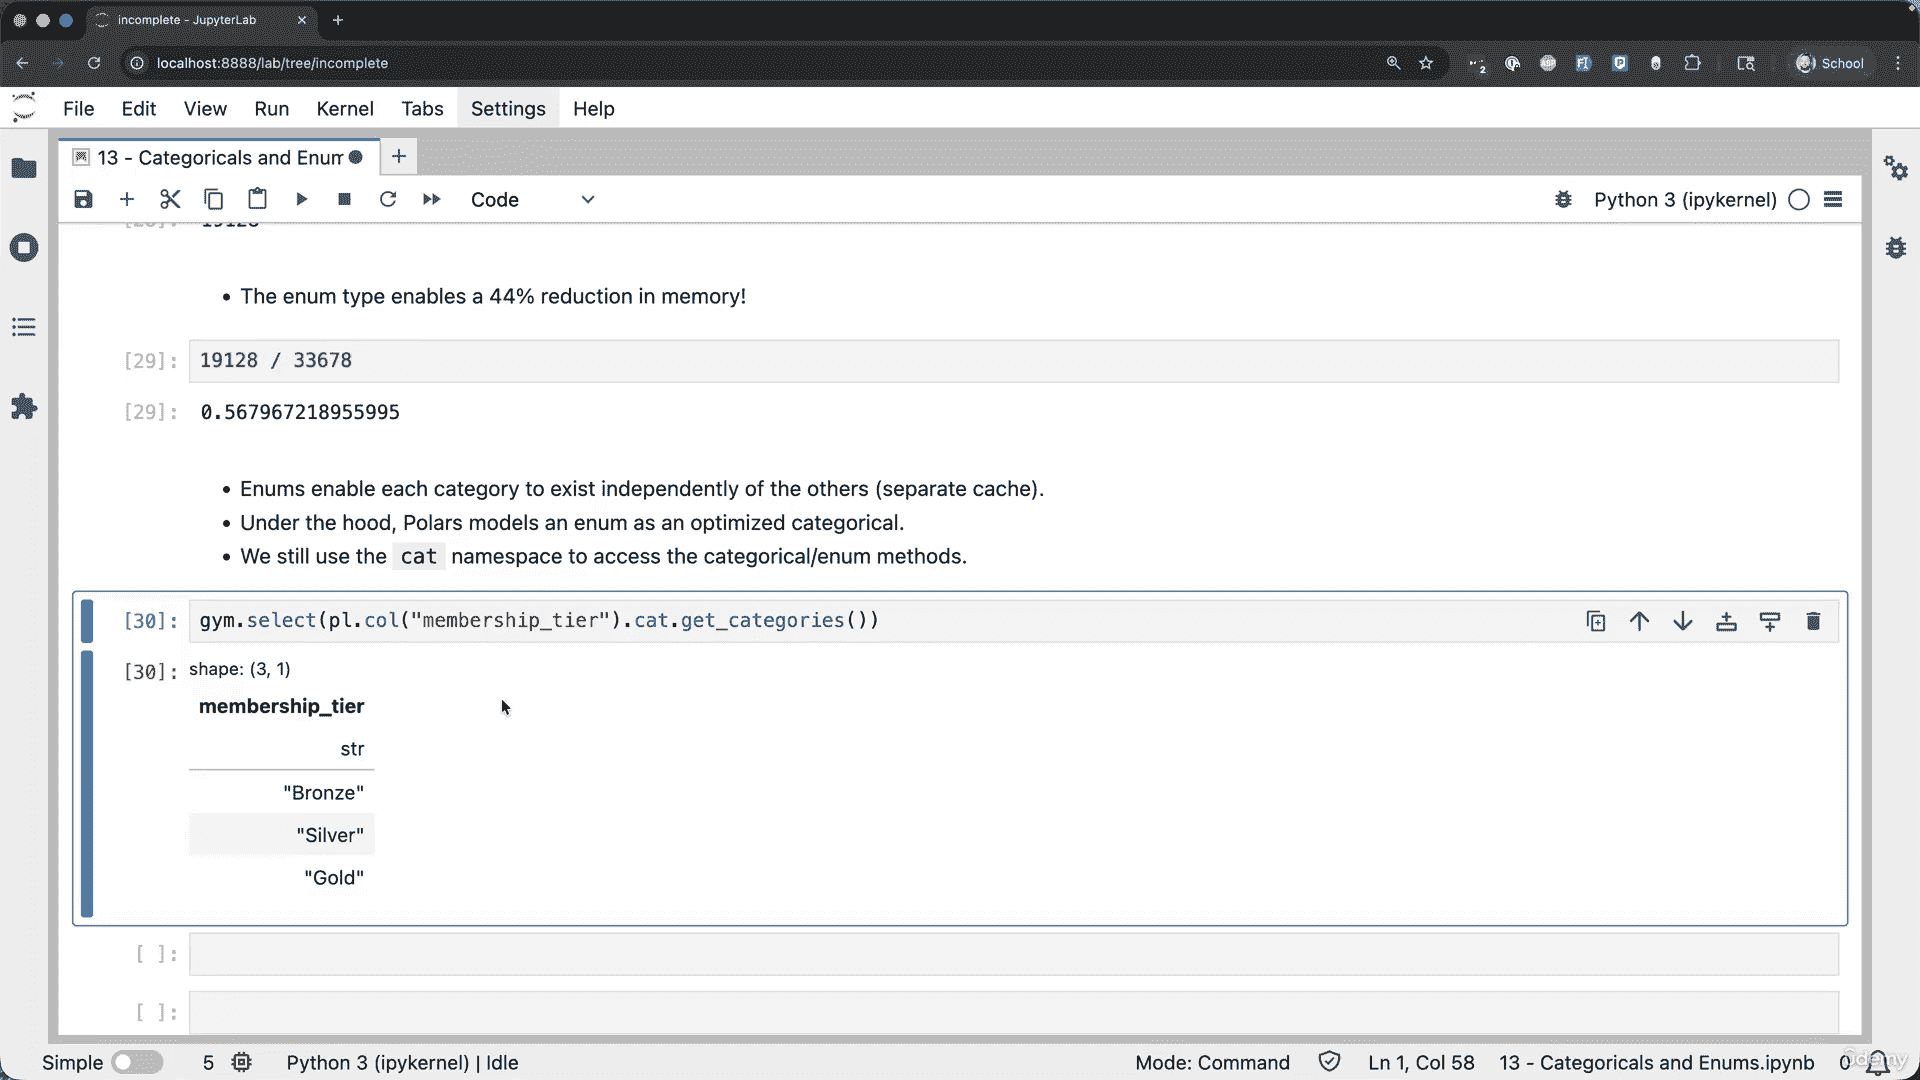 incomplete - JupyterLab
localhost:8888/lab/tree/incomplete
2
School
File Edit View Run Kernel Tabs Settings Help
13 - Categoricals and Enum
Code
Python 3 (ipykernel)
19128
The enum type enables a 44% reduction in memory!
[29]: 19128 / 33678
[29]: 0.567967218955995
Enums enable each category to exist independently of the others (separate cache).
Under the hood, Polars models an enum as an optimized categorical.
We still use the cat namespace to access the categorical/enum methods.
[30]: gym.select(pl.col("membership_tier").cat.get_categories())
[30]: shape: (3, 1)
membership_tier
str
"Bronze"
"Silver"
"Gold"
[ ]:
[ ]:
Simple 5 Python 3 (ipykernel) | Idle Mode: Command Ln 1, Col 58 13 - Categoricals and Enums.ipynb 0
Udemy